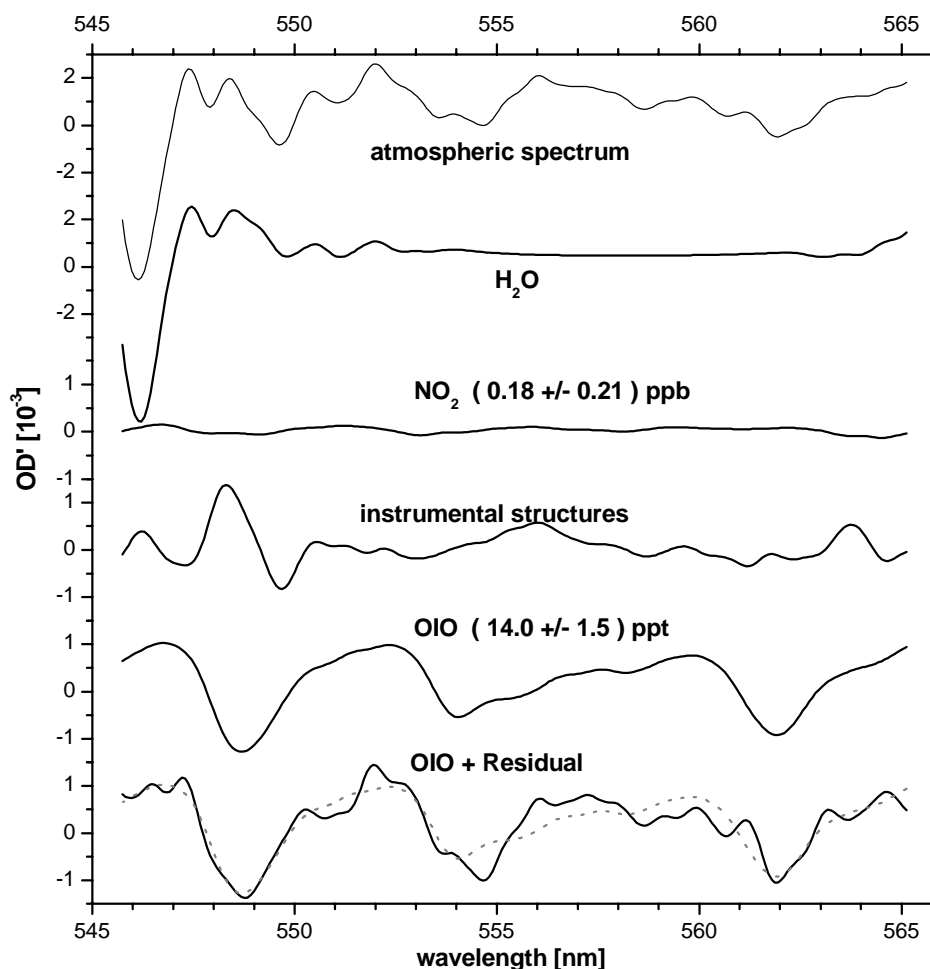 545 550 555 560 565
2
0
-2
atmospheric spectrum
2
0
-2
H₂O
1
0
-1
NO₂ ( 0.18 +/- 0.21 ) ppb
OD' [10⁻³]
1
0
-1
instrumental structures
1
0
-1
OIO ( 14.0 +/- 1.5 ) ppt
1
0
-1
OIO + Residual
545 550 555 560 565
wavelength [nm]